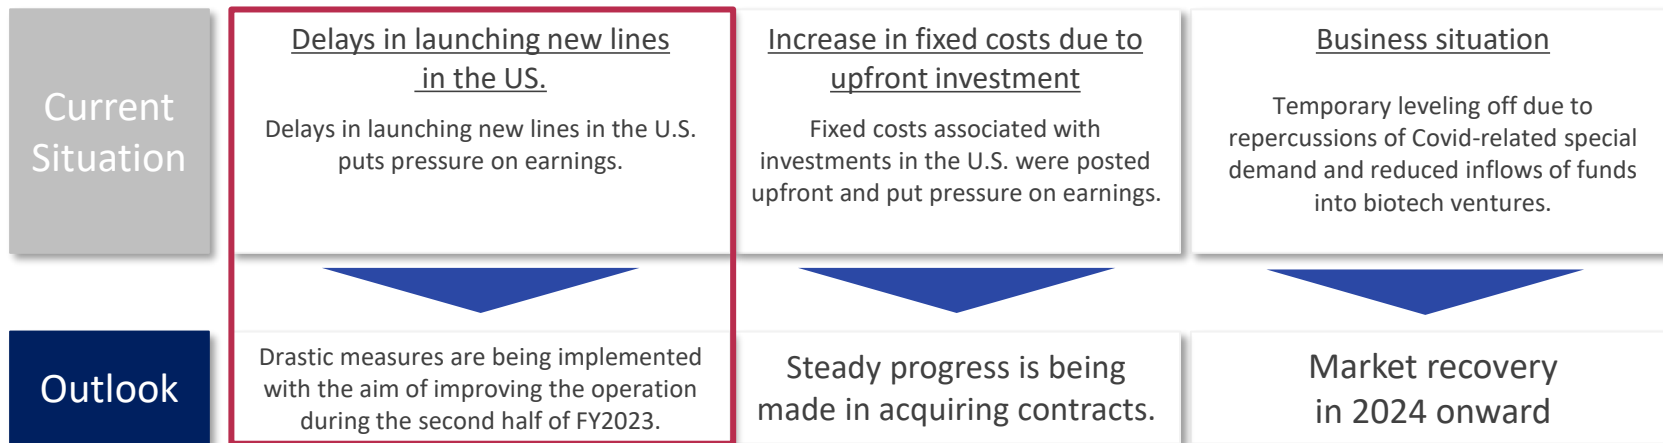 Current
Situation
Delays in launching new lines
in the US.
Delays in launching new lines in the U.S.
puts pressure on earnings.
Increase in fixed costs due to
upfront investment
Fixed costs associated with
investments in the U.S. were posted
upfront and put pressure on earnings.
Business situation
Temporary leveling off due to
repercussions of Covid-related special
demand and reduced inflows of funds
into biotech ventures.
Outlook
Drastic measures are being implemented
with the aim of improving the operation
during the second half of FY2023.
Steady progress is being
made in acquiring contracts.
Market recovery
in 2024 onward